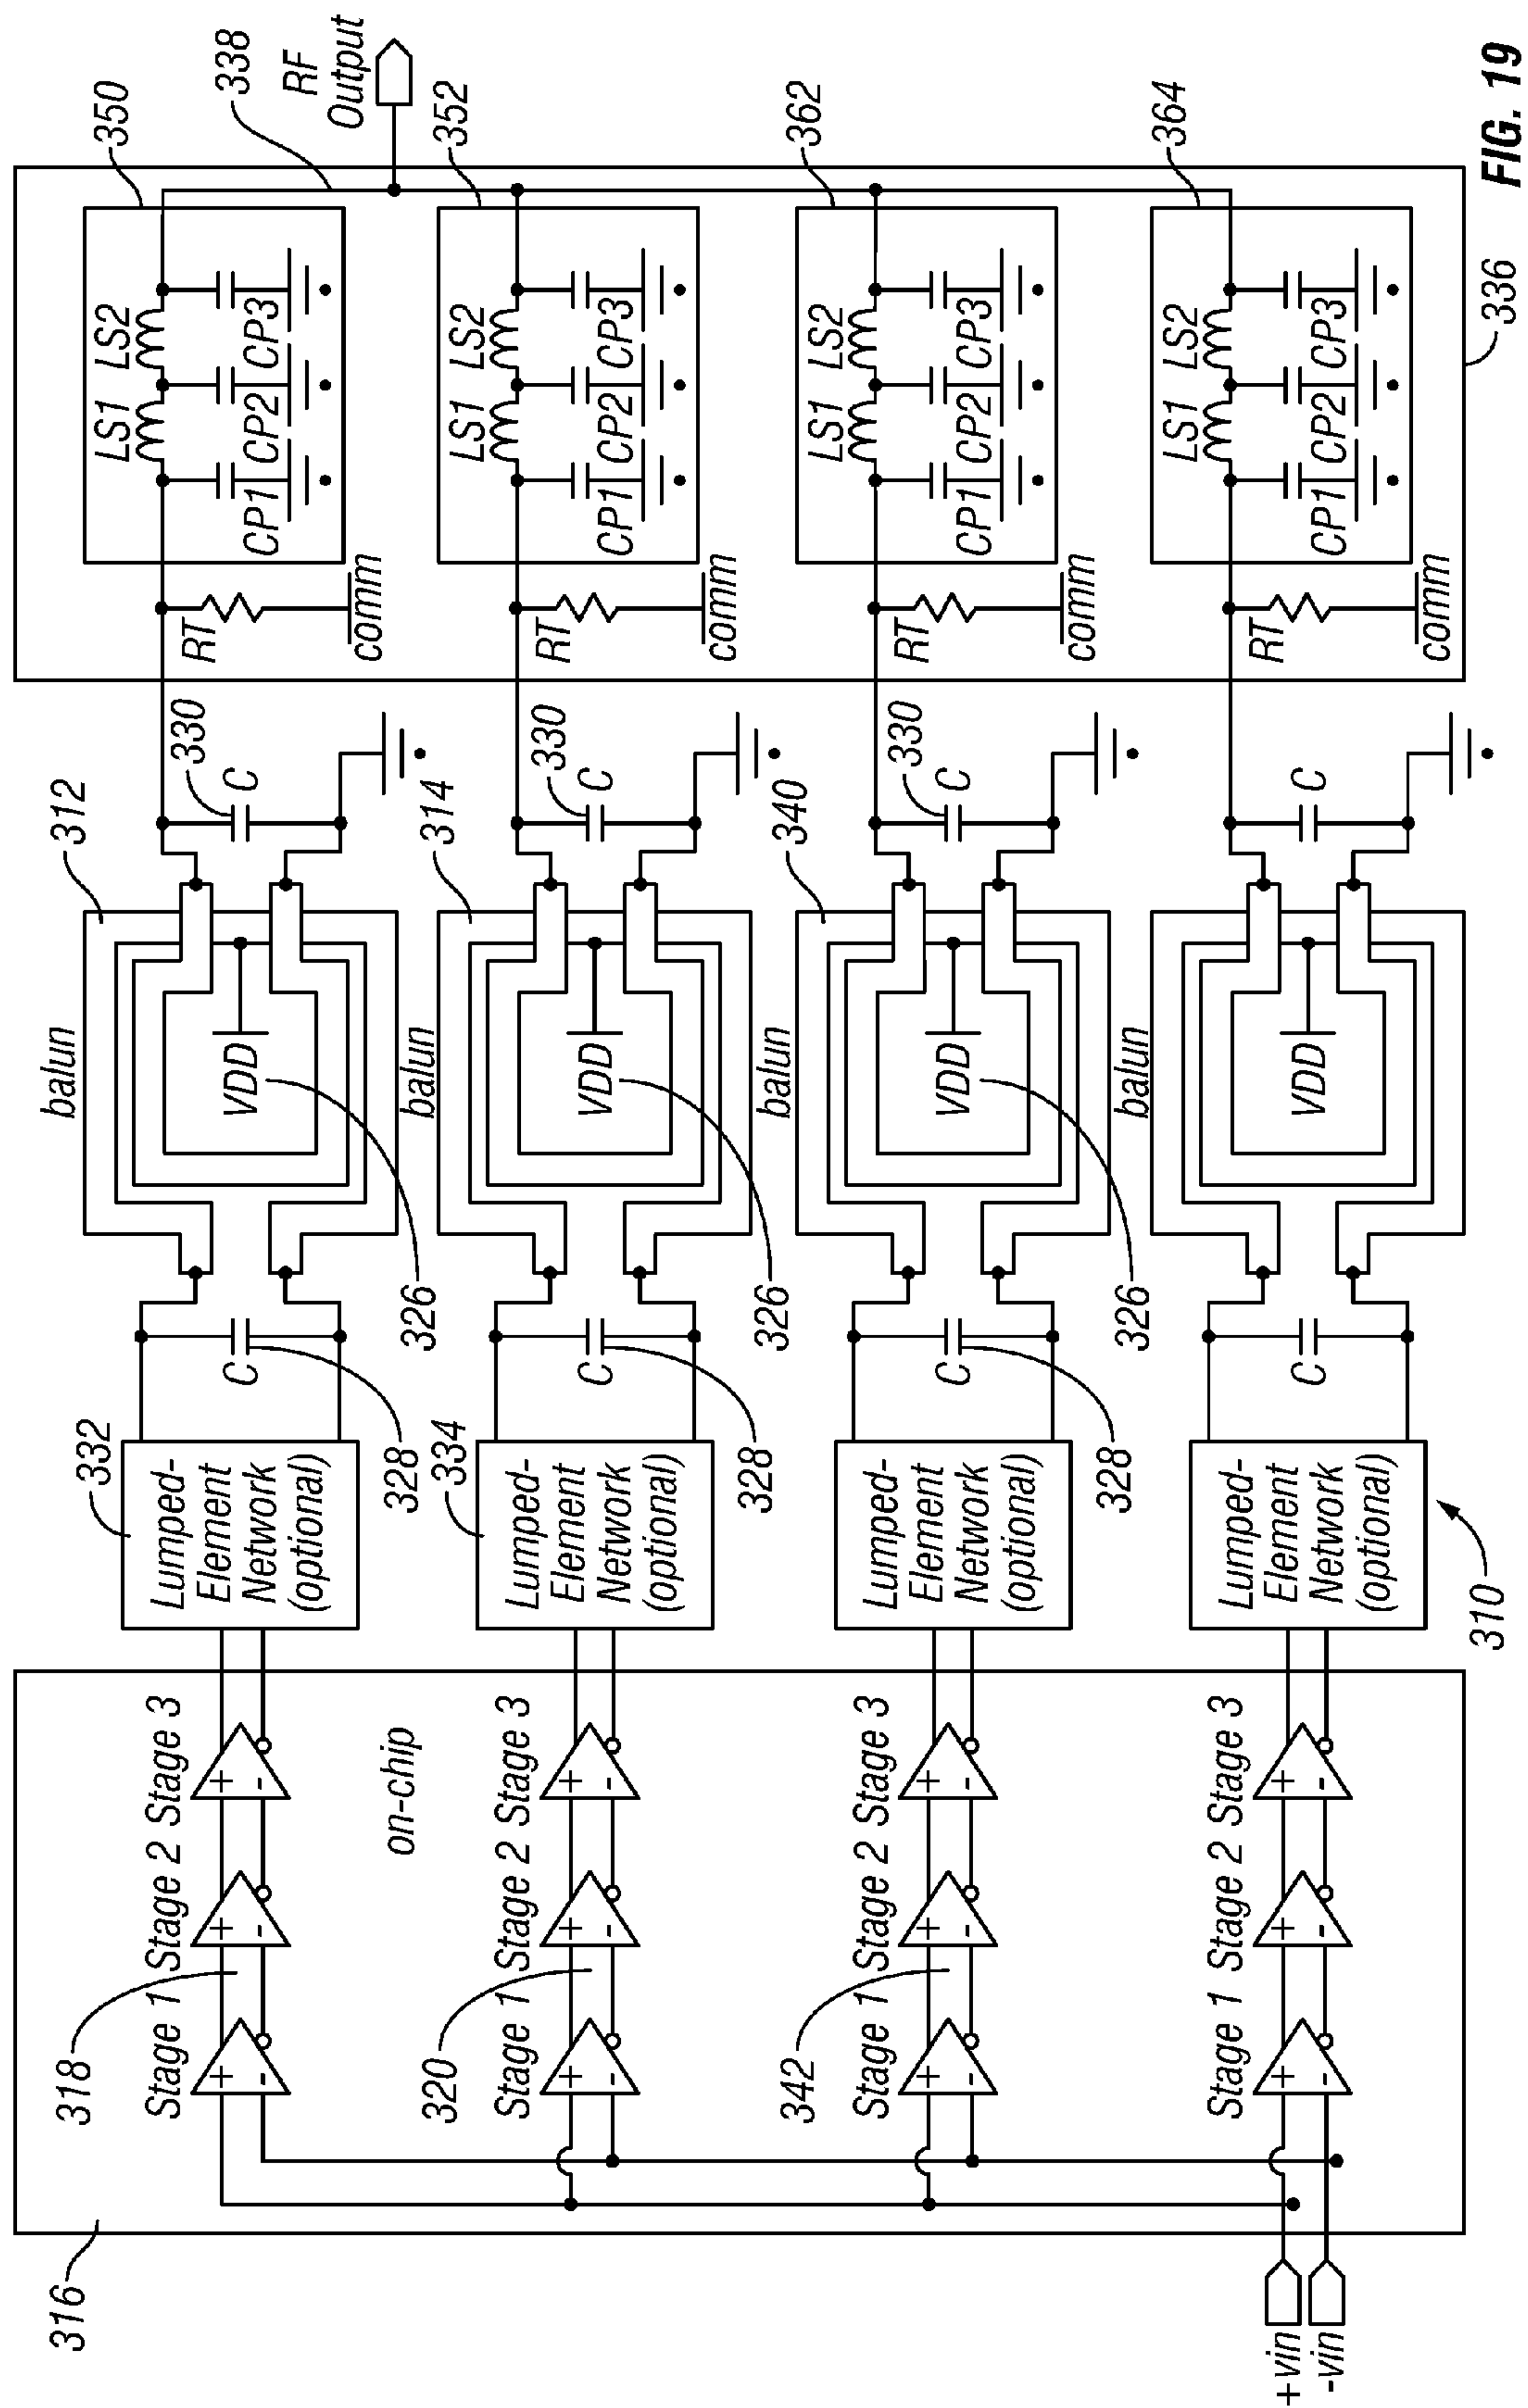 350
338
RF
Output
352
362
364
LS1 LS2
CP1 CP2 CP3
RT
comm
LS1 LS2
CP1 CP2 CP3
RT
comm
LS1 LS2
CP1 CP2 CP3
RT
comm
LS1 LS2
CP1 CP2 CP3
RT
comm
336
312
330
C
balun
VDD
326
314
330
C
balun
VDD
326
340
330
C
balun
VDD
326
C
balun
VDD
332
C
328
Lumped-
Element
Network
(optional)
334
C
328
Lumped-
Element
Network
(optional)
C
328
Lumped-
Element
Network
(optional)
C
Lumped-
Element
Network
(optional)
310
316
318
Stage 1 Stage 2 Stage 3
+ + +
- - -
on-chip
320
Stage 1 Stage 2 Stage 3
+ + +
- - -
342
Stage 1 Stage 2 Stage 3
+ + +
- - -
Stage 1 Stage 2 Stage 3
+ + +
- - -
+vin
-vin
FIG. 19